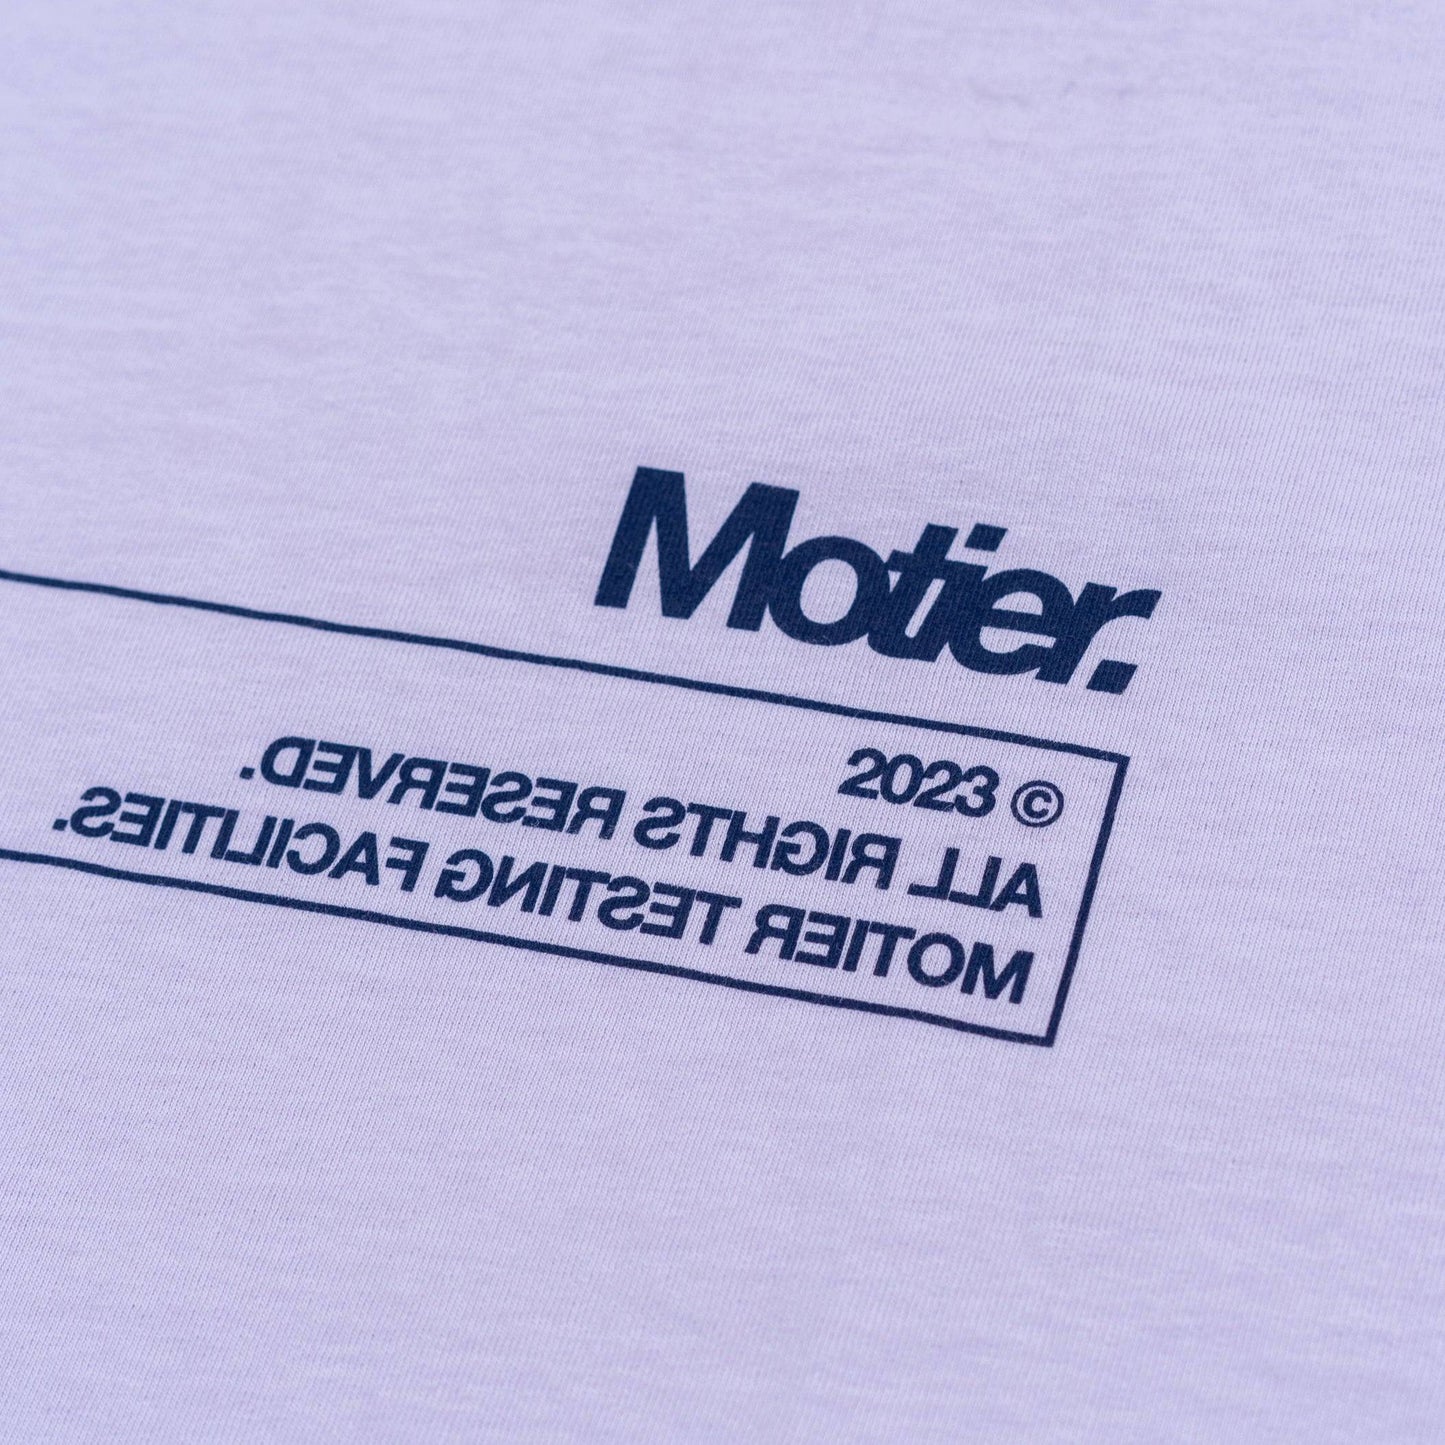 Motier.
2023 ©
ALL RIGHTS RESERVED.
MOTIER TESTING FACILITIES.